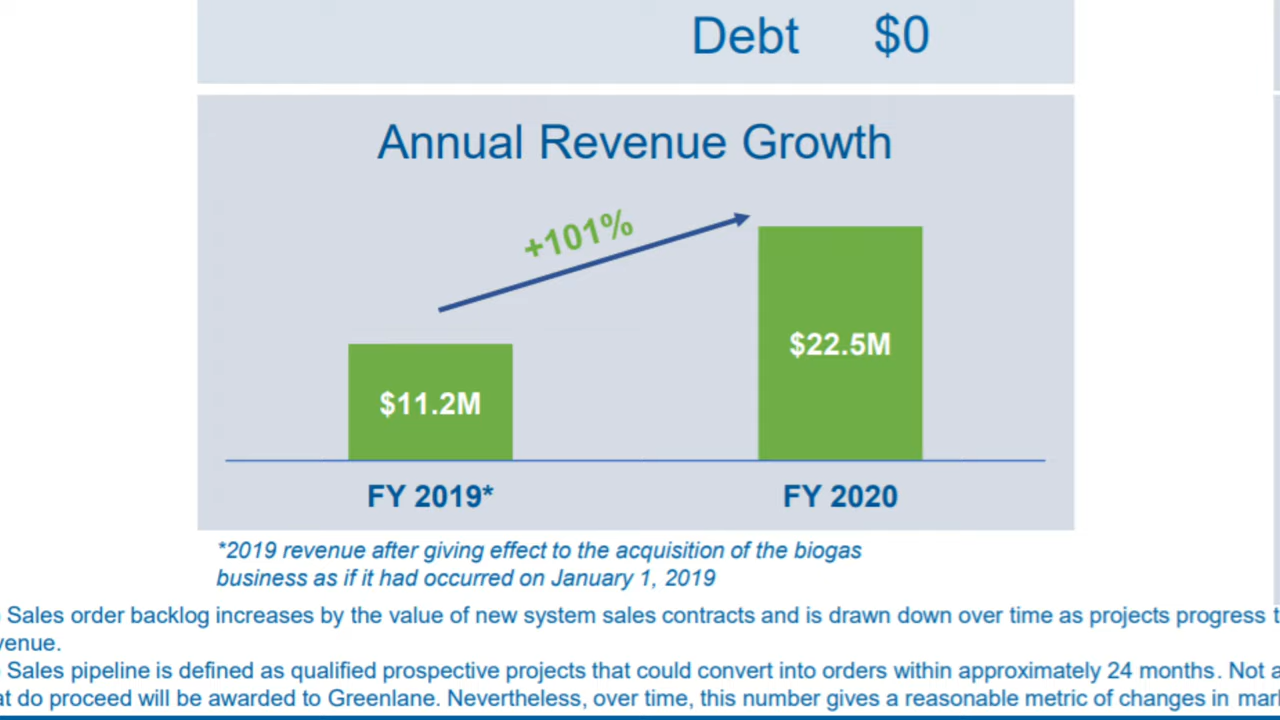 Debt $0
Annual Revenue Growth
+101%
$22.5M
$11.2M
FY 2019* FY 2020
*2019 revenue after giving effect to the acquisition of the biogas
business as if it had occurred on January 1, 2019
Sales order backlog increases by the value of new system sales contracts and is drawn down over time as projects progress
venue.
Sales pipeline is defined as qualified prospective projects that could convert into orders within approximately 24 months. Not
do proceed will be awarded to Greenlane. Nevertheless, over time, this number gives a reasonable metric of changes in